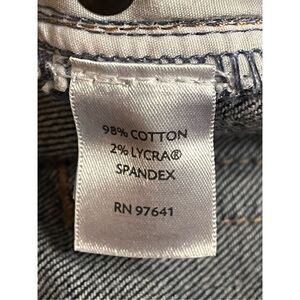 98% COTTON
2% LYCRA®
SPANDEX
RN 97641